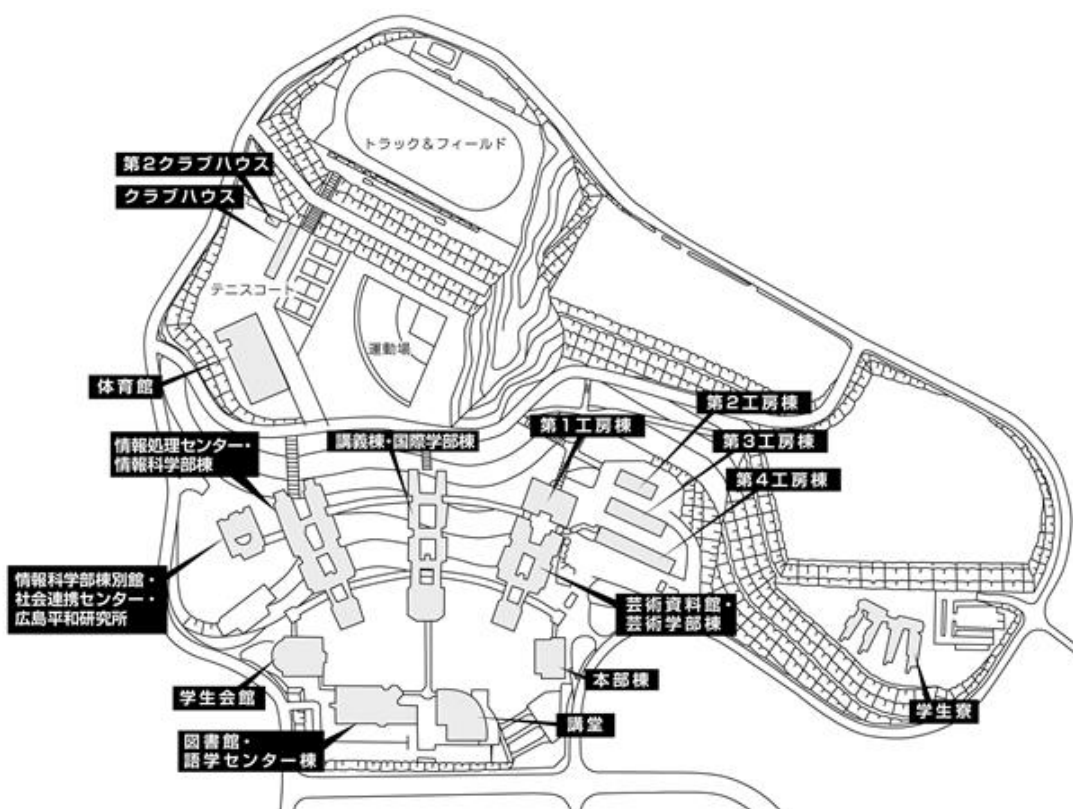 トラック&フィールド
第2クラブハウス
クラブハウス
テニスコート
運動場
体育館
第2工房棟
第1工房棟
講義棟・国際学部棟
第3工房棟
情報処理センター・
情報科学部棟
第4工房棟
情報科学部棟別館・
社会連携センター・
広島平和研究所
芸術資料館・
芸術学部棟
本部棟
学生会館
学生寮
講堂
図書館・
語学センター棟